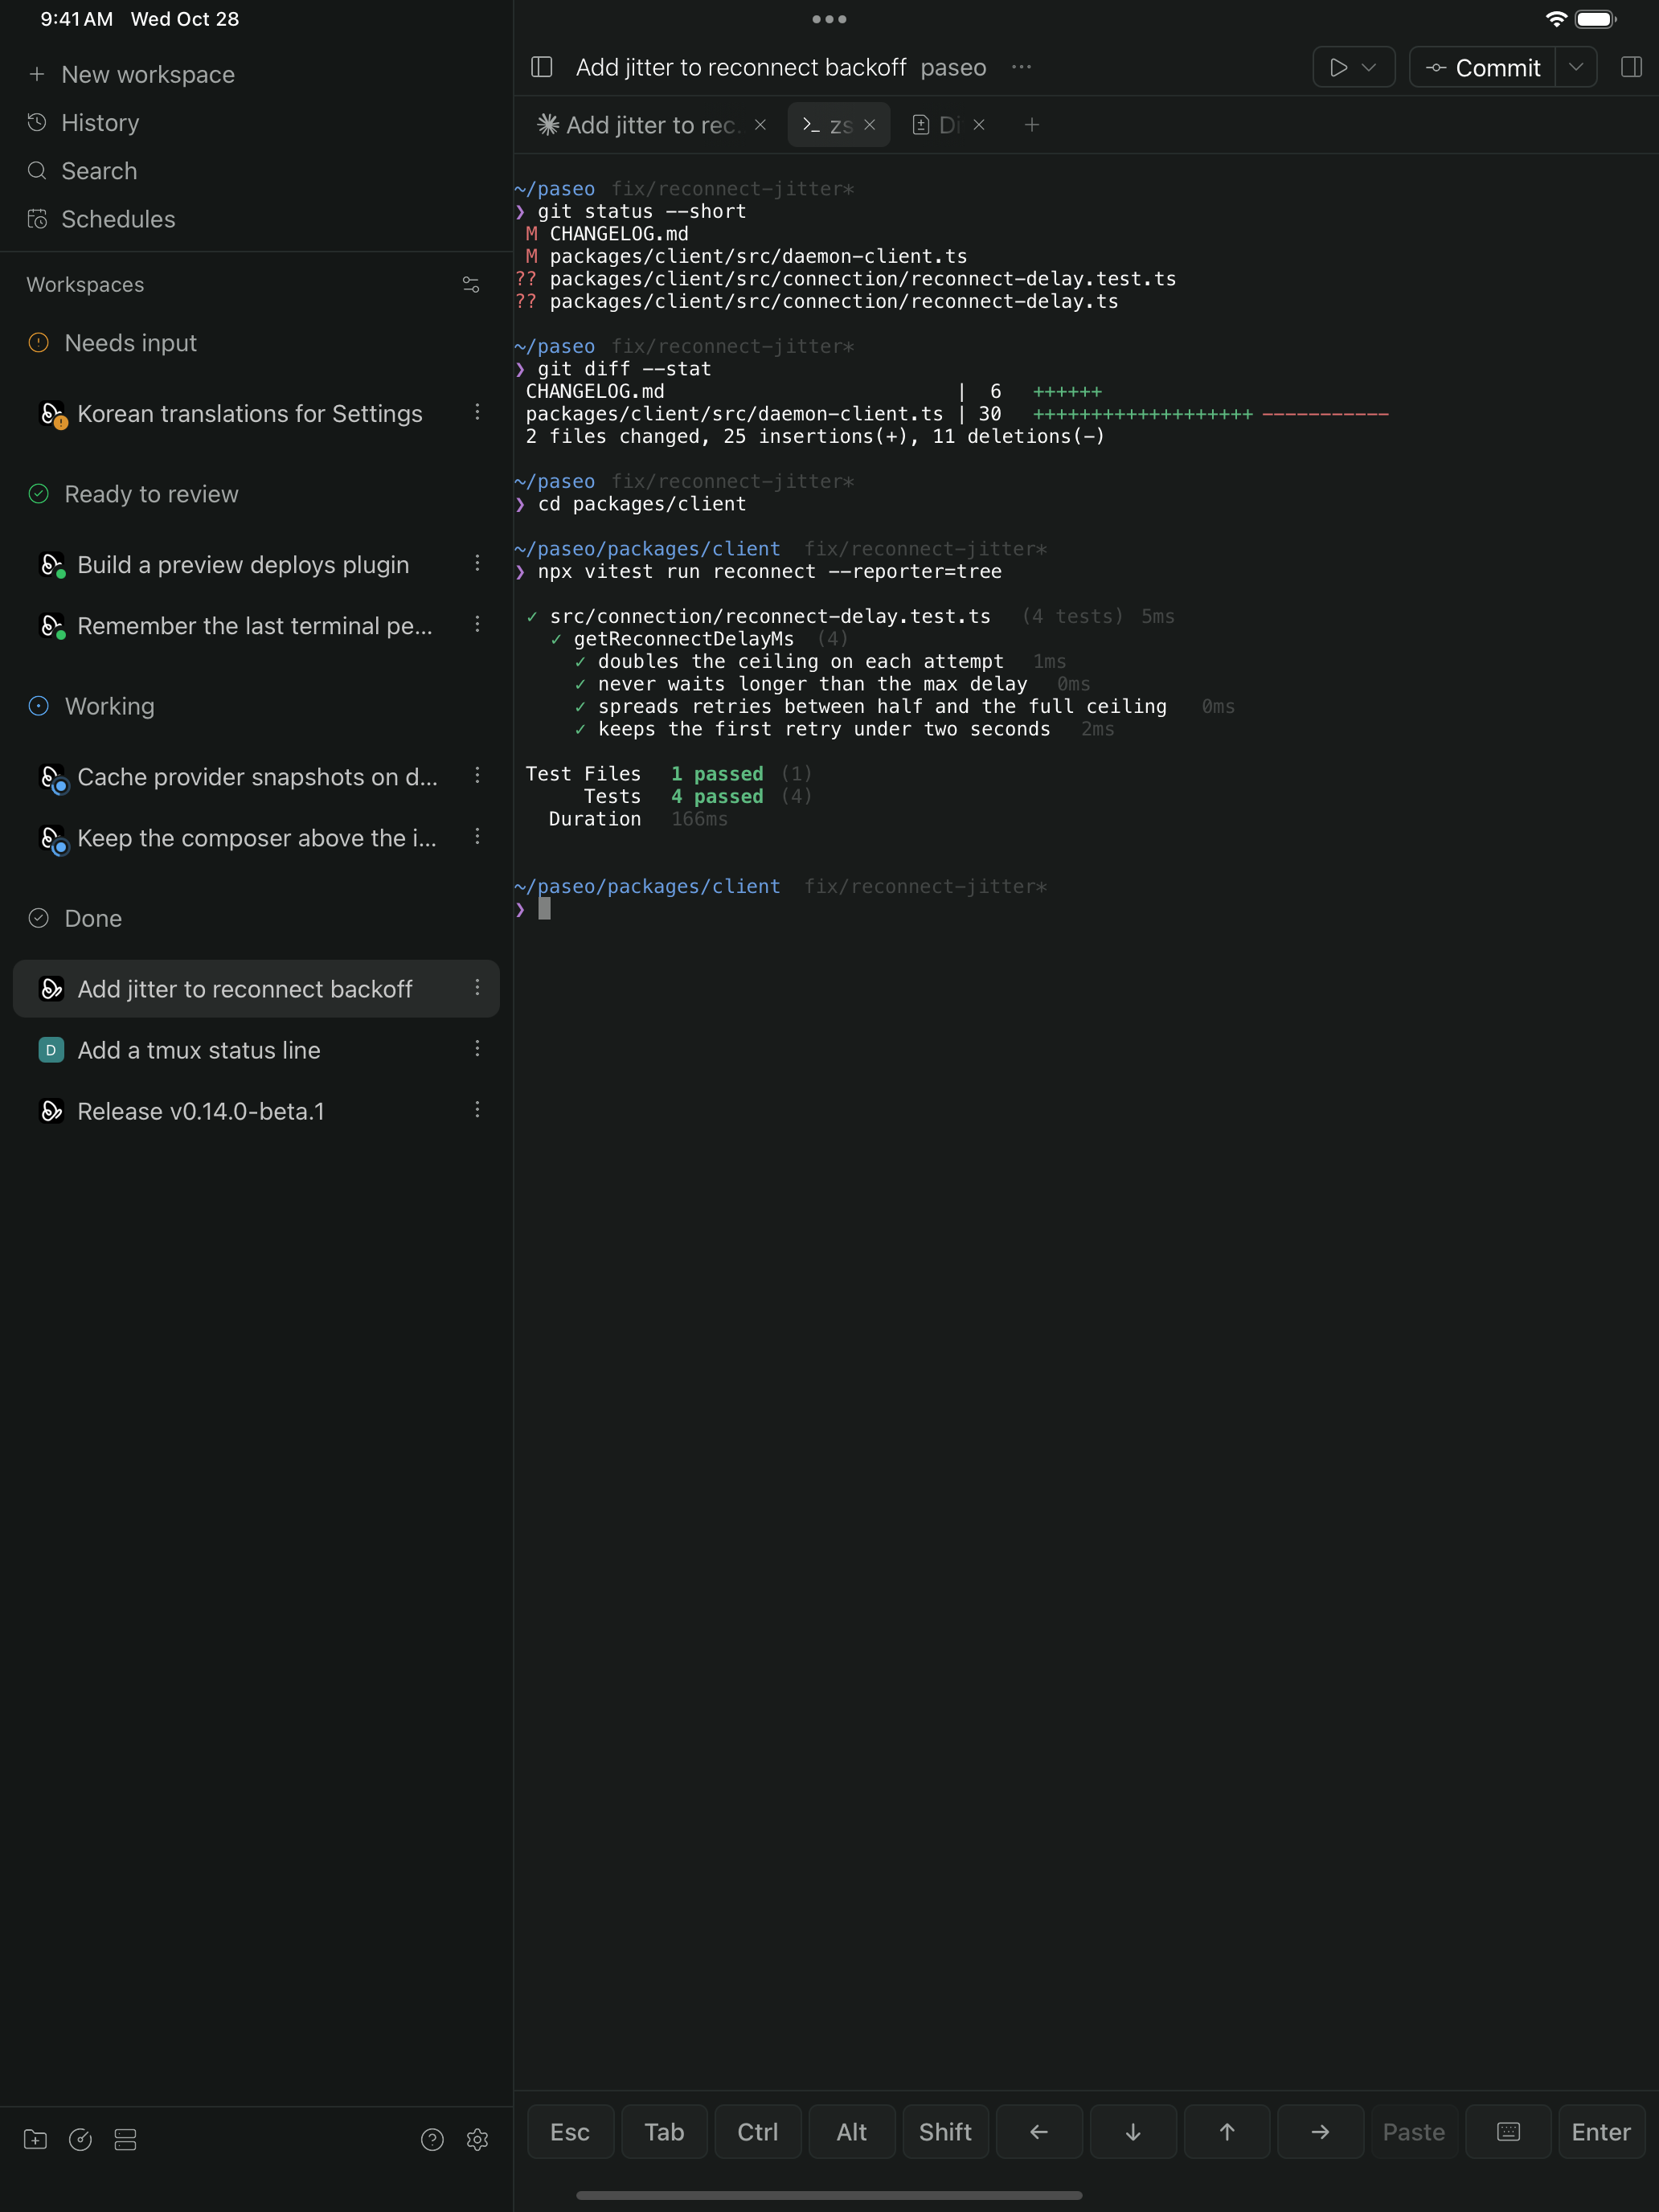 9:41 AM Wed Oct 28
New workspace
History
Search
Schedules
Workspaces
Needs input
Korean translations for Settings
Ready to review
Build a preview deploys plugin
Remember the last terminal pe...
Working
Cache provider snapshots on d...
Keep the composer above the i...
Done
Add jitter to reconnect backoff
D Add a tmux status line
Release v0.14.0-beta.1
Add jitter to reconnect backoff paseo
Commit
Add jitter to rec...
zs
Di
~/paseo fix/reconnect-jitter*
❯ git status --short
M CHANGELOG.md
M packages/client/src/daemon-client.ts
?? packages/client/src/connection/reconnect-delay.test.ts
?? packages/client/src/connection/reconnect-delay.ts
~/paseo fix/reconnect-jitter*
❯ git diff --stat
CHANGELOG.md | 6 ++++++
packages/client/src/daemon-client.ts | 30 +++++++++++++++++++ -----------
2 files changed, 25 insertions(+), 11 deletions(-)
~/paseo fix/reconnect-jitter*
❯ cd packages/client
~/paseo/packages/client fix/reconnect-jitter*
❯ npx vitest run reconnect --reporter=tree
✓ src/connection/reconnect-delay.test.ts (4 tests) 5ms
✓ getReconnectDelayMs (4)
✓ doubles the ceiling on each attempt 1ms
✓ never waits longer than the max delay 0ms
✓ spreads retries between half and the full ceiling 0ms
✓ keeps the first retry under two seconds 2ms
Test Files 1 passed (1)
Tests 4 passed (4)
Duration 166ms
~/paseo/packages/client fix/reconnect-jitter*
❯
Esc Tab Ctrl Alt Shift ← ↓ ↑ → Paste Enter